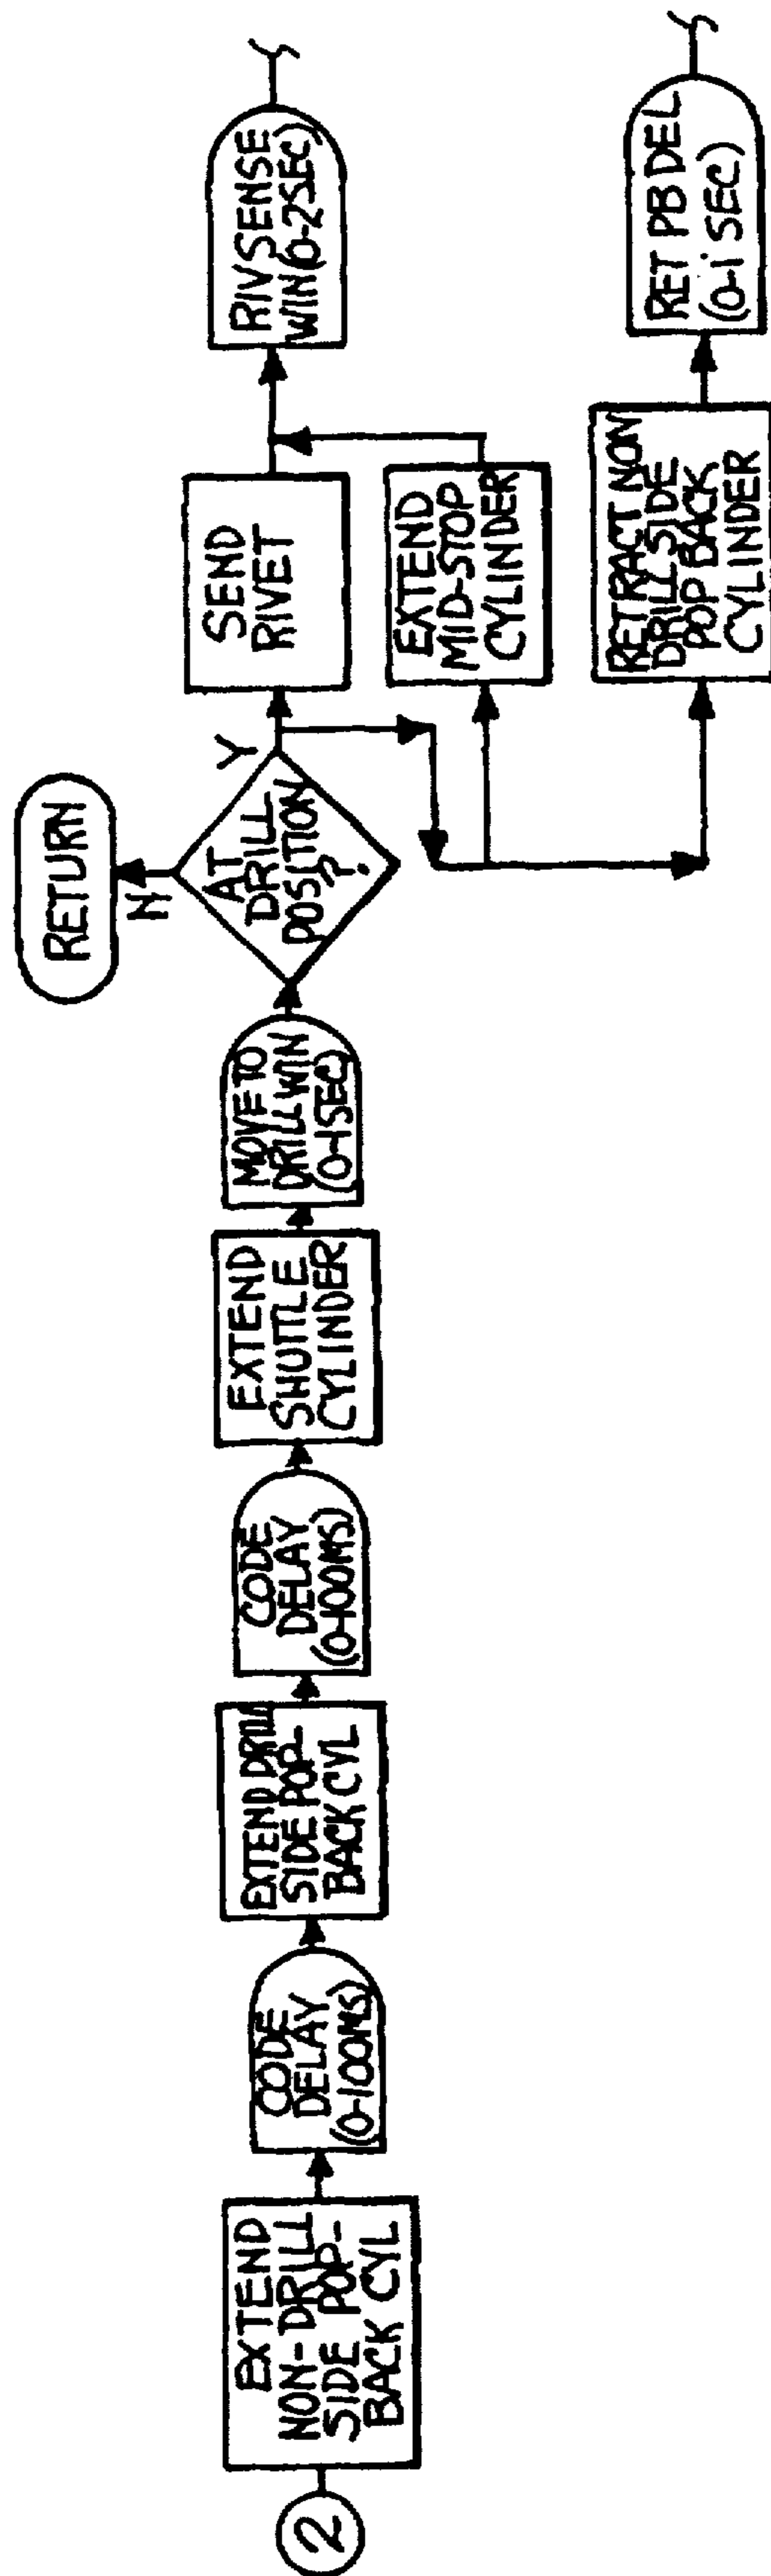 2
EXTEND
NON-DRILL
SIDE POP-
BACK CYL
CODE
DELAY
(0-100MS)
EXTEND DRILL
SIDE POP-
BACK CYL
CODE
DELAY
(0-100MS)
EXTEND
SHUTTLE
CYLINDER
MOVE TO
DRILL WIN
(0-1SEC)
AT
DRILL
POSITION
?
N
RETURN
Y
SEND
RIVET
RIV SENSE
WIN (0-2SEC)
EXTEND
MID-STOP
CYLINDER
RETRACT NON
DRILL SIDE
POP BACK
CYLINDER
RET PB DEL
(0-1 SEC)